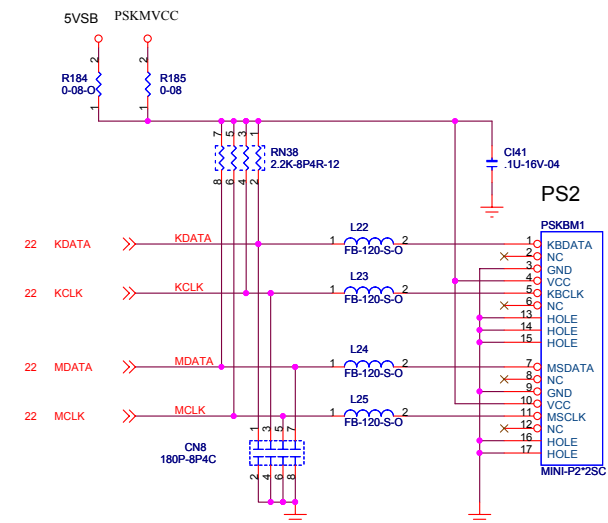 5VSB PSKMVCC
2 2
R184 R185
0-08-O 0-08
1 1
7 5 3 1
RN38
2.2K-8P4R-12
8 6 4 2
CI41
.1U-16V-04
PS2
PSKBM1
22 KDATA KDATA 1 L22 2 1 KBDATA
FB-120-S-O
2 NC
3 GND
4 VCC
22 KCLK KCLK 1 L23 2 5 KBCLK
FB-120-S-O
6 NC
13 HOLE
14 HOLE
15 HOLE
22 MDATA MDATA 1 L24 2 7 MSDATA
FB-120-S-O
8 NC
9 GND
10 VCC
22 MCLK MCLK 1 L25 2 11 MSCLK
FB-120-S-O
12 NC
16 HOLE
17 HOLE
1 3 5 7
CN8
180P-8P4C
2 4 6 8
MINI-P2*2SC